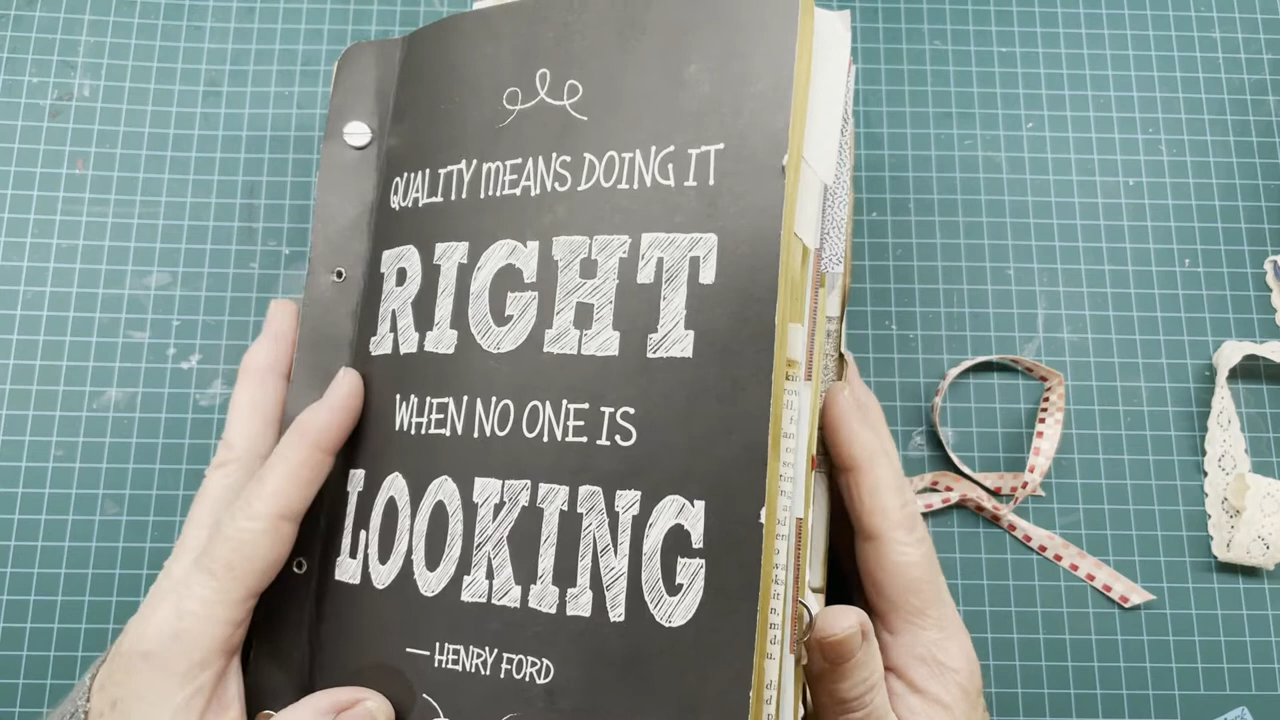 QUALITY MEANS DOING IT
RIGHT
WHEN NO ONE IS
LOOKING
— HENRY FORD